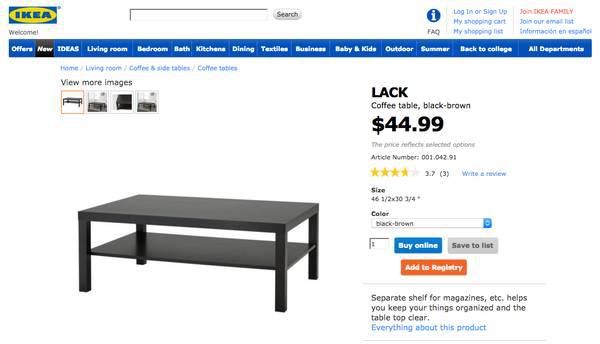 IKEA
Welcome!
Search
FAQ
Log In or Sign Up
My shopping cart
My shopping list
Join IKEA FAMILY
Join our email list
Información en español
Offers New IDEAS Living room Bedroom Bath Kitchens Dining Textiles Business Baby & Kids Outdoor Summer Back to college All Departments
Home / Living room / Coffee & side tables / Coffee tables
View more images
LACK
Coffee table, black-brown
$44.99
The price reflects selected options
Article Number: 001.042.91
3.7 (3) Write a review
Size
46 1/2x30 3/4 "
Color
black-brown
1 Buy online Save to list
Add to Registry
Separate shelf for magazines, etc. helps
you keep your things organized and the
table top clear.
Everything about this product